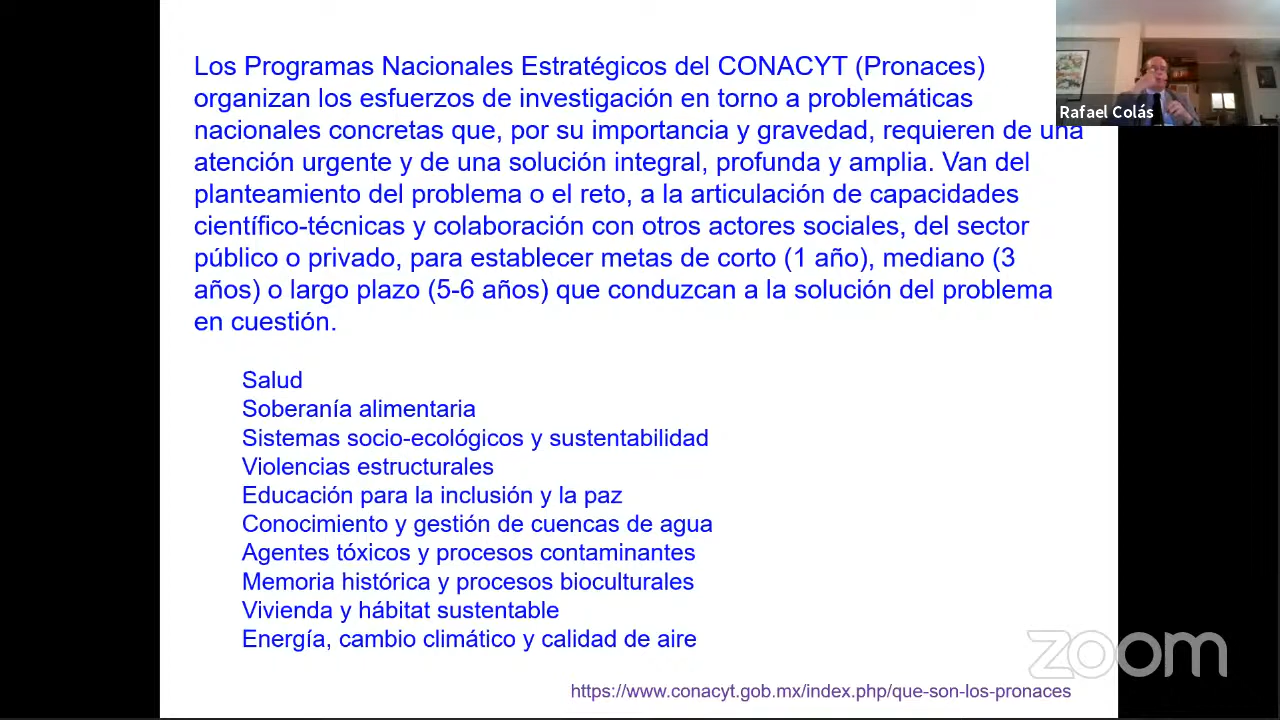 Los Programas Nacionales Estratégicos del CONACYT (Pronaces)
organizan los esfuerzos de investigación en torno a problemáticas
nacionales concretas que, por su importancia y gravedad, requieren de una
atención urgente y de una solución integral, profunda y amplia. Van del
planteamiento del problema o el reto, a la articulación de capacidades
científico-técnicas y colaboración con otros actores sociales, del sector
público o privado, para establecer metas de corto (1 año), mediano (3
años) o largo plazo (5-6 años) que conduzcan a la solución del problema
en cuestión.
Rafael Colás
Salud
Soberanía alimentaria
Sistemas socio-ecológicos y sustentabilidad
Violencias estructurales
Educación para la inclusión y la paz
Conocimiento y gestión de cuencas de agua
Agentes tóxicos y procesos contaminantes
Memoria histórica y procesos bioculturales
Vivienda y hábitat sustentable
Energía, cambio climático y calidad de aire
zoom
https://www.conacyt.gob.mx/index.php/que-son-los-pronaces